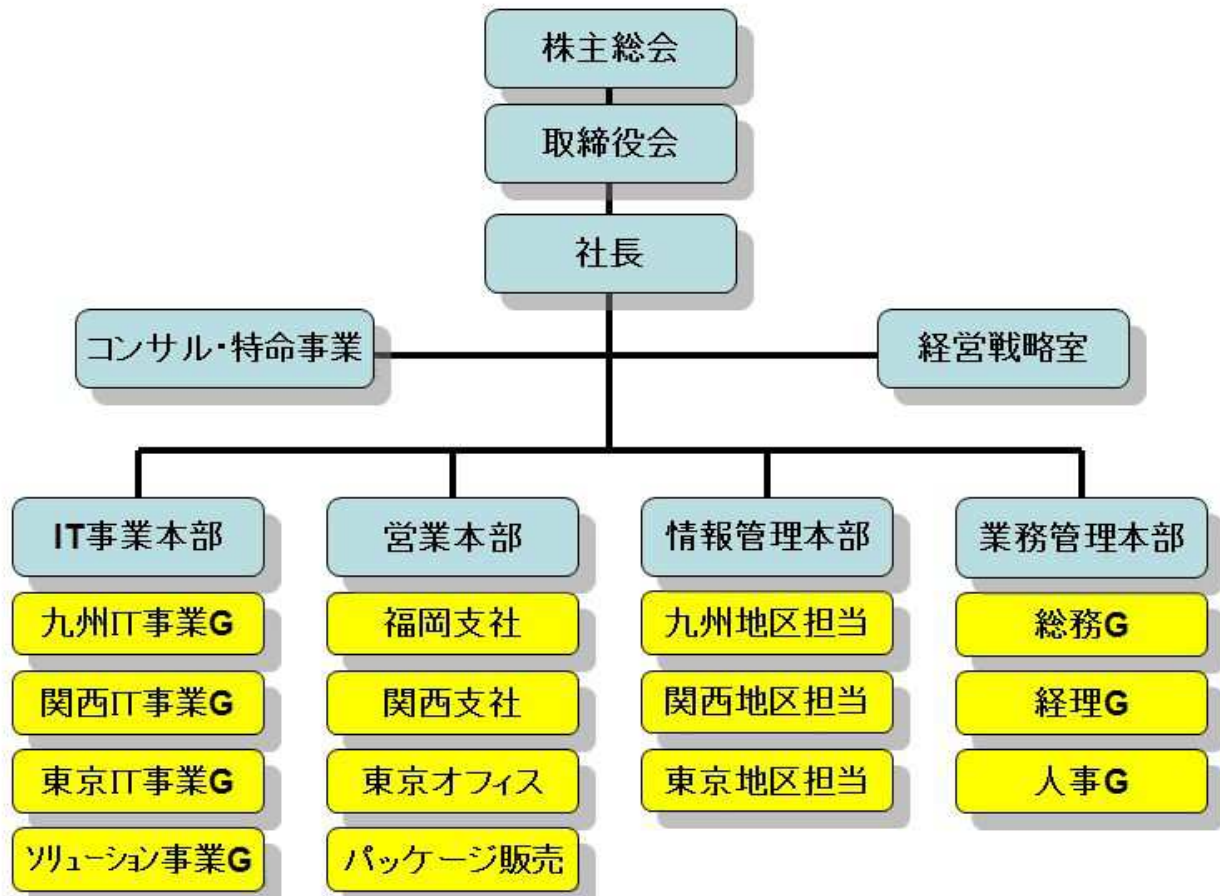 株主総会
取締役会
社長
コンサル・特命事業
経営戦略室
IT事業本部
営業本部
情報管理本部
業務管理本部
九州IT事業G
福岡支社
九州地区担当
総務G
関西IT事業G
関西支社
関西地区担当
経理G
東京IT事業G
東京オフィス
東京地区担当
人事G
ソリューション事業G
パッケージ販売